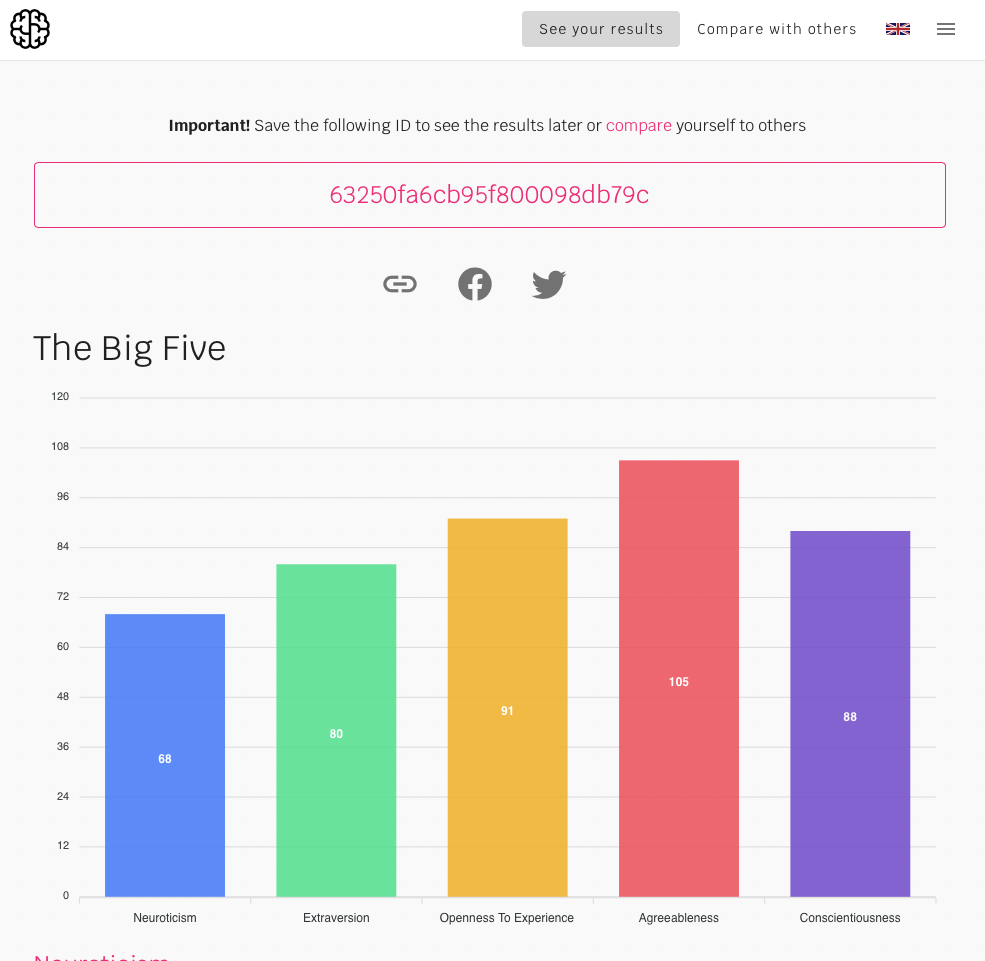 See your results
Compare with others
Important! Save the following ID to see the results later or compare yourself to others
63250fa6cb95f800098db79c
The Big Five
120
108
96
84
72
60
48
36
24
12
0
68
80
91
105
88
Neuroticism
Extraversion
Openness To Experience
Agreeableness
Conscientiousness
Neuroticism